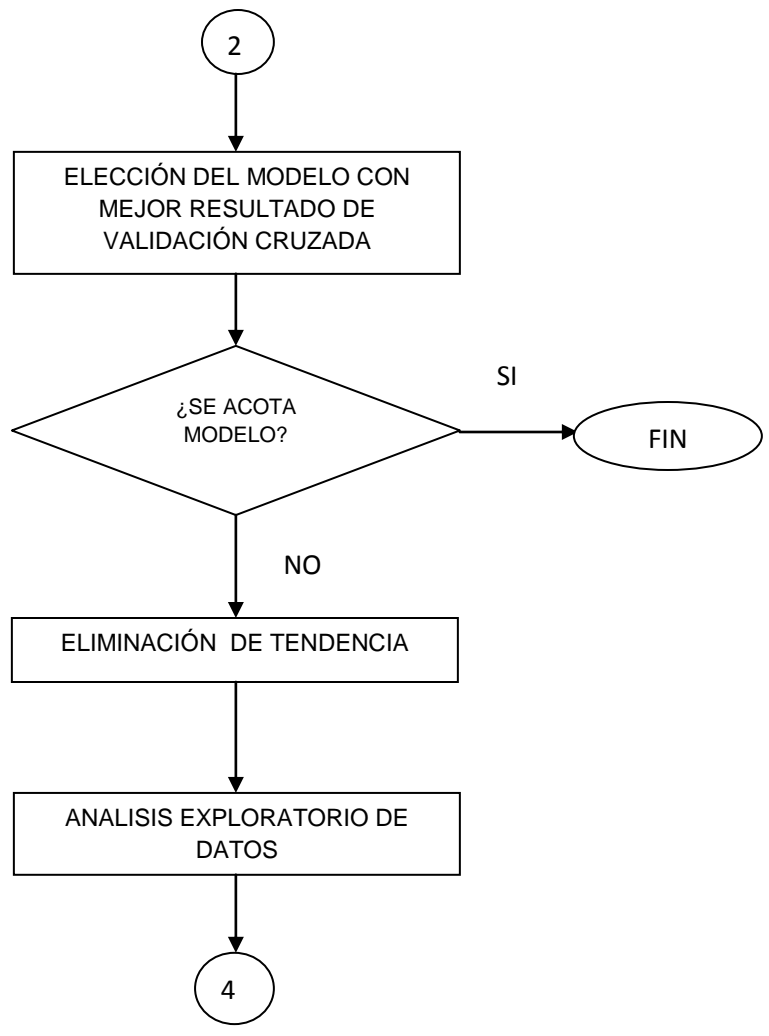 2
ELECCIÓN DEL MODELO CON
MEJOR RESULTADO DE
VALIDACIÓN CRUZADA
¿SE ACOTA
MODELO?
SI
FIN
NO
ELIMINACIÓN DE TENDENCIA
ANALISIS EXPLORATORIO DE
DATOS
4